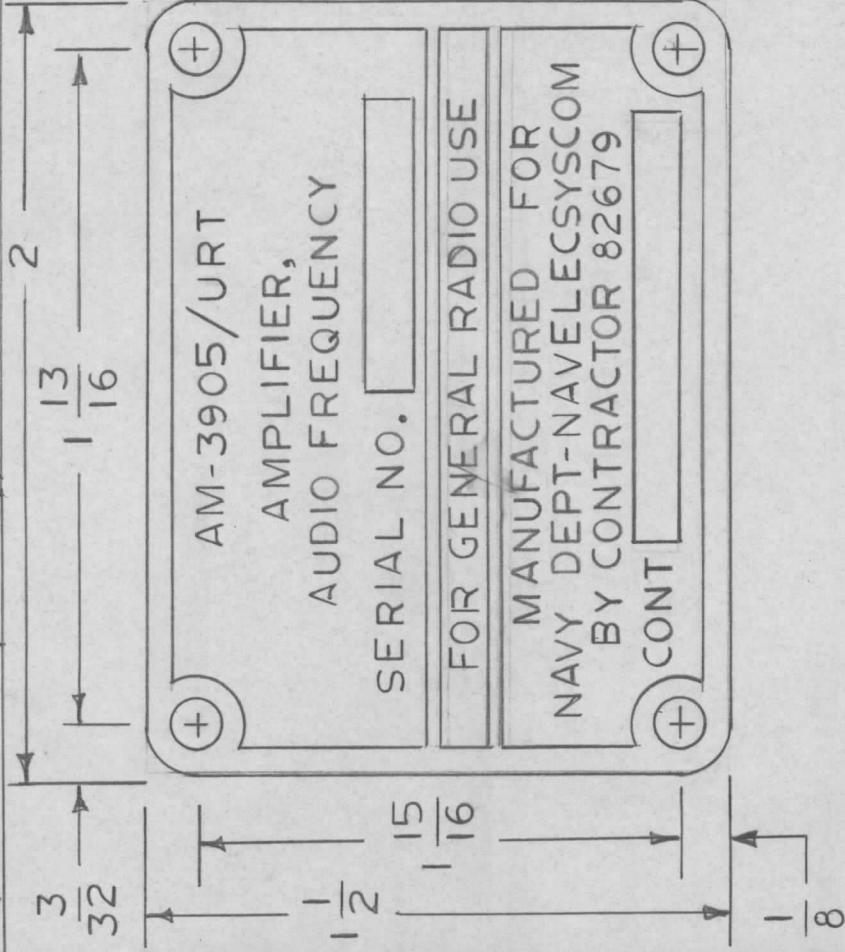 2
1 13/16
3/32
AM-3905/URT
AMPLIFIER,
AUDIO FREQUENCY
SERIAL NO.
FOR GENERAL RADIO USE
MANUFACTURED FOR
NAVY DEPT-NAVELECSYSCOM
BY CONTRACTOR 82679
CONT
1 15/16
1 1/2
1/8